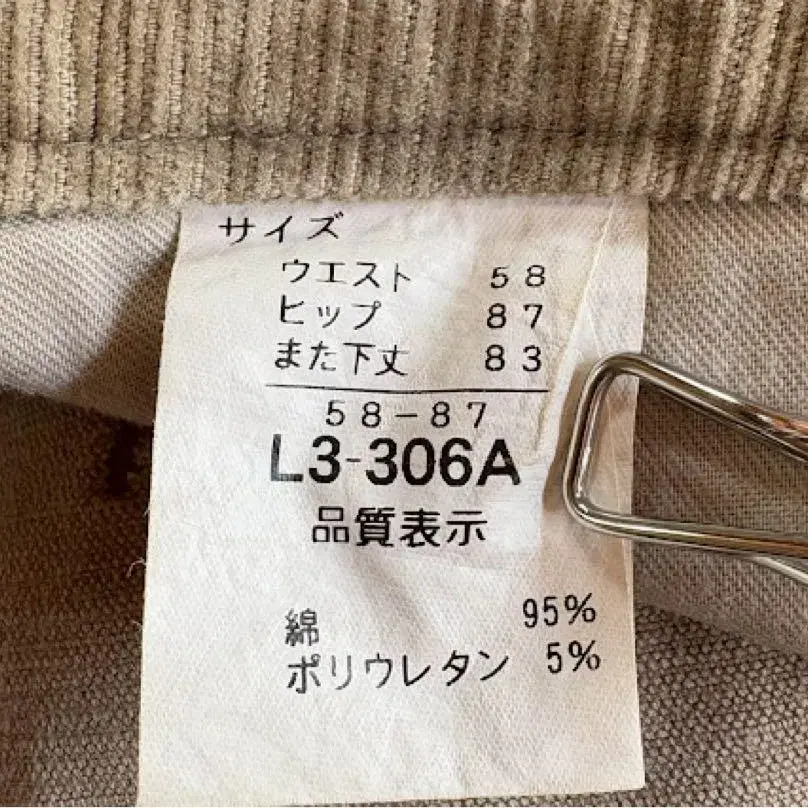 サイズ
ウエスト 58
ヒップ 87
また下丈 83
58-87
L3-306A
品質表示
綿 95%
ポリウレタン 5%